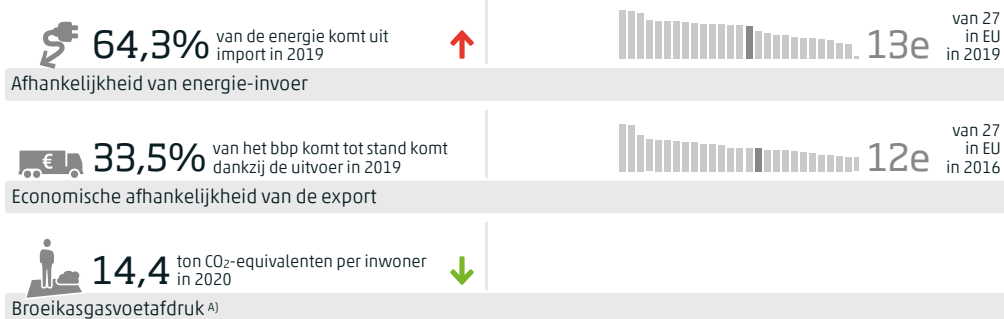 64,3% van de energie komt uit
import in 2019
13e van 27
in EU
in 2019
Afhankelijkheid van energie-invoer
€ 33,5% van het bbp komt tot stand komt
dankzij de uitvoer in 2019
12e van 27
in EU
in 2016
Economische afhankelijkheid van de export
14,4 ton CO₂-equivalenten per inwoner
in 2020
Broeikasgasvoetafdruk A)